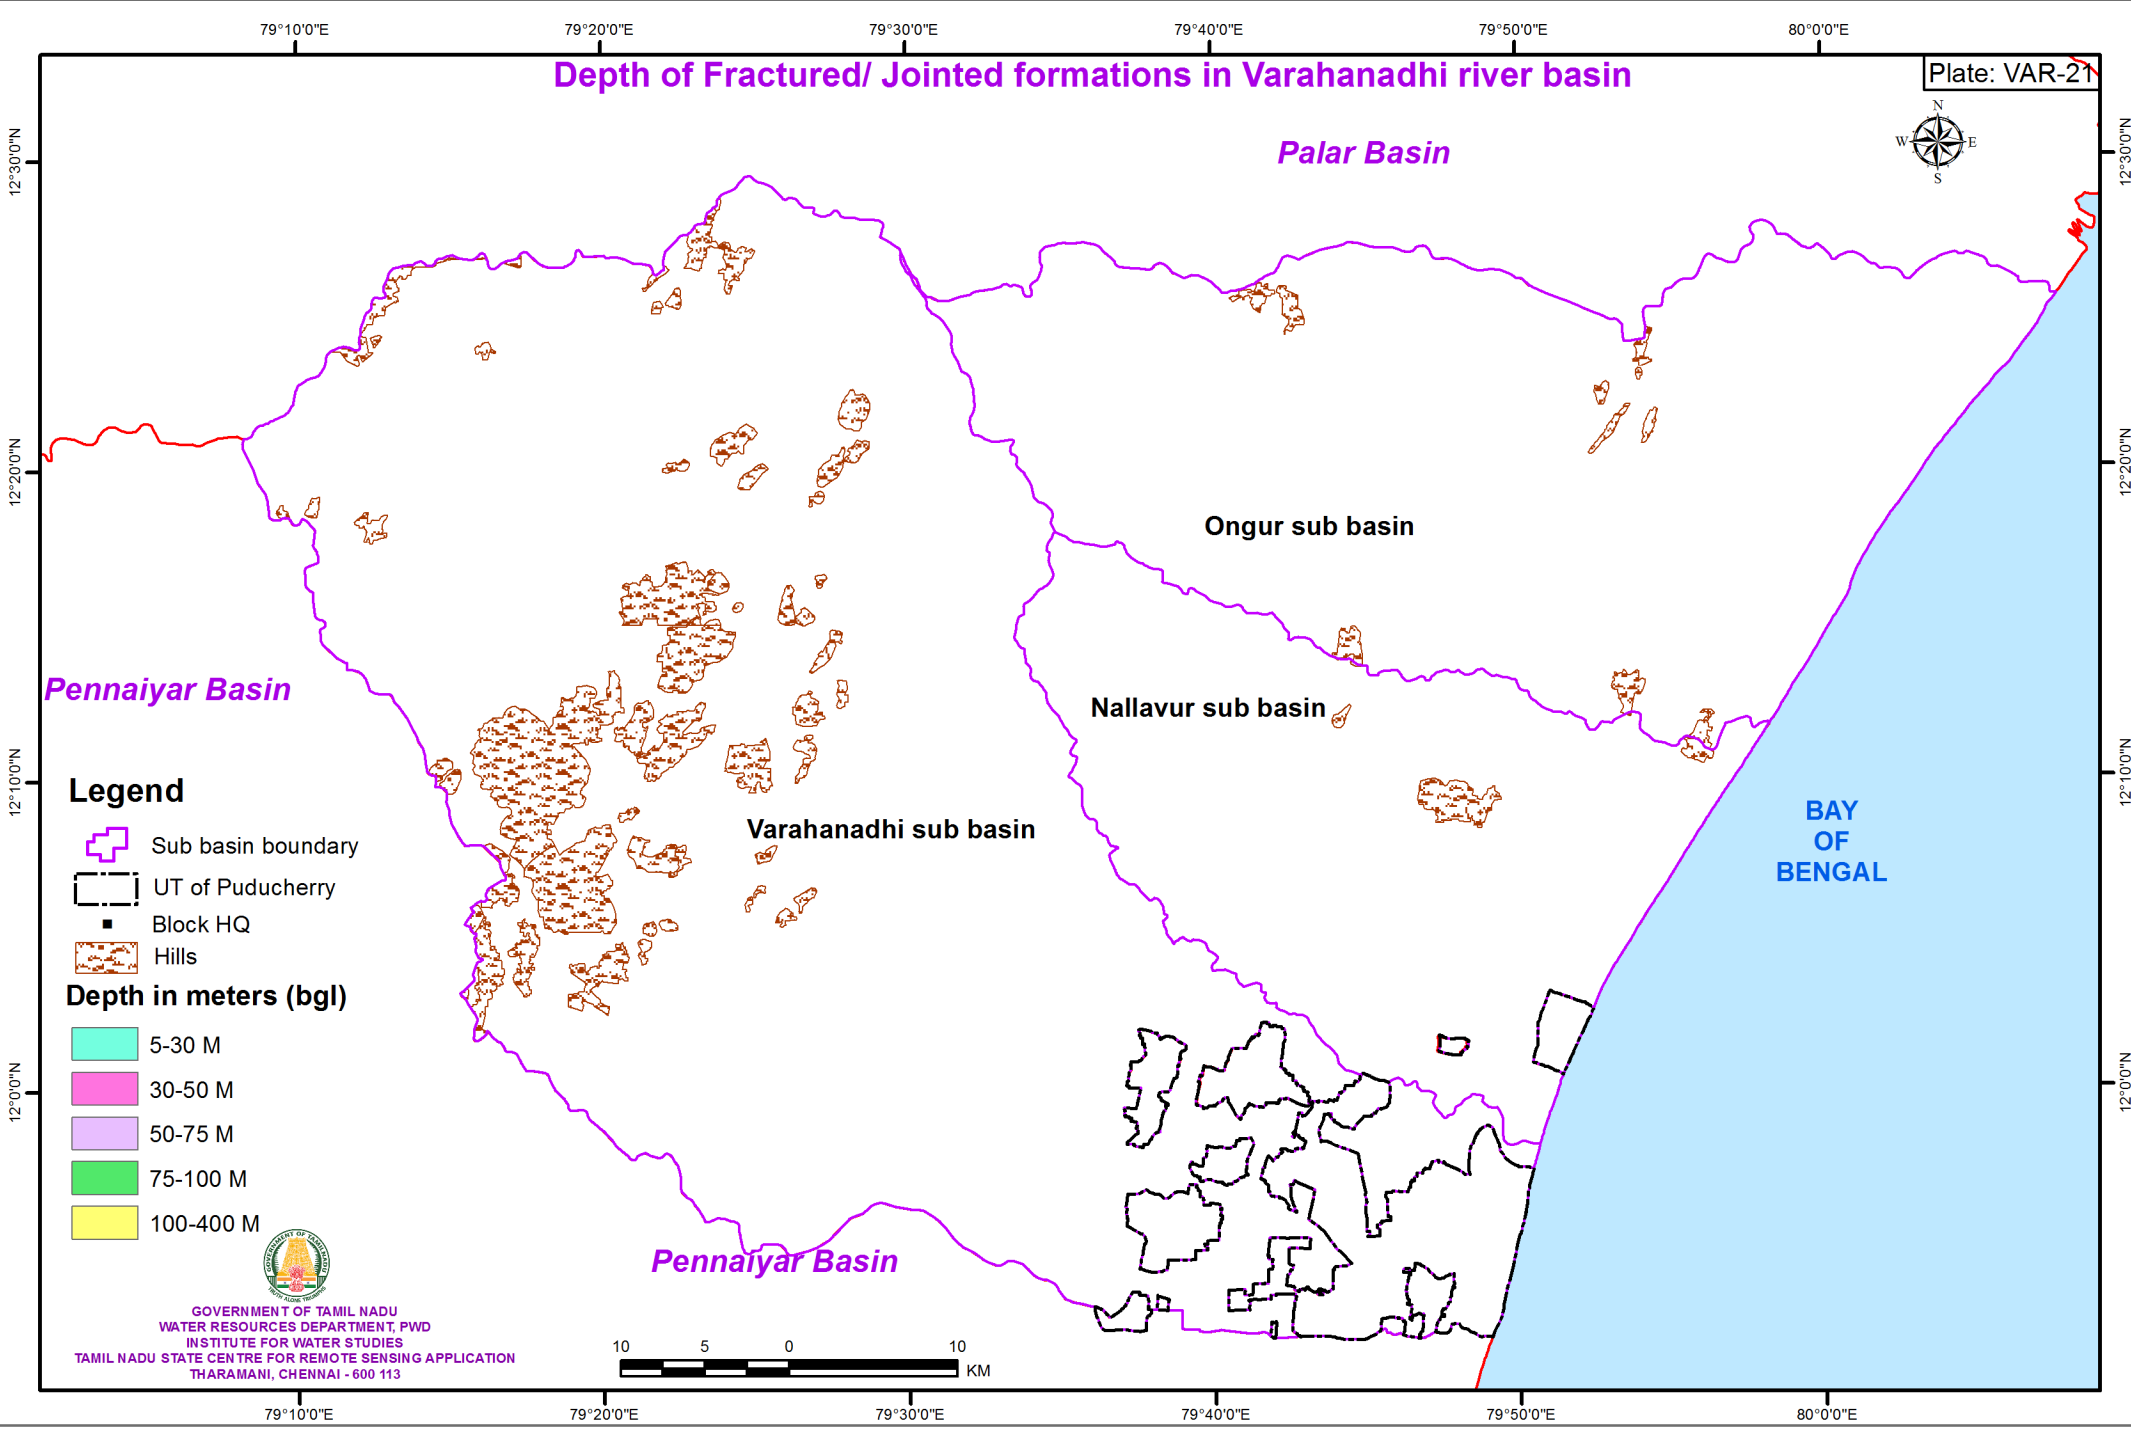 79°10'0"E
79°20'0"E
79°30'0"E
79°40'0"E
79°50'0"E
80°0'0"E
Depth of Fractured/ Jointed formations in Varahanadhi river basin
Plate: VAR-21
N
W
E
S
Palar Basin
12°30'0"N
12°30'0"N
12°20'0"N
12°20'0"N
Ongur sub basin
Pennaiyar Basin
Nallavur sub basin
12°10'0"N
12°10'0"N
Varahanadhi sub basin
BAY
OF
BENGAL
Legend
Sub basin boundary
UT of Puducherry
Block HQ
Hills
Depth in meters (bgl)
5-30 M
30-50 M
50-75 M
75-100 M
100-400 M
12°0'0"N
12°0'0"N
Pennaiyar Basin
GOVERNMENT OF TAMILNADU
TRUTH ALONE TRIUMPHS
GOVERNMENT OF TAMIL NADU
WATER RESOURCES DEPARTMENT, PWD
INSTITUTE FOR WATER STUDIES
TAMIL NADU STATE CENTRE FOR REMOTE SENSING APPLICATION
THARAMANI, CHENNAI - 600 113
10 5 0 10
KM
79°10'0"E
79°20'0"E
79°30'0"E
79°40'0"E
79°50'0"E
80°0'0"E